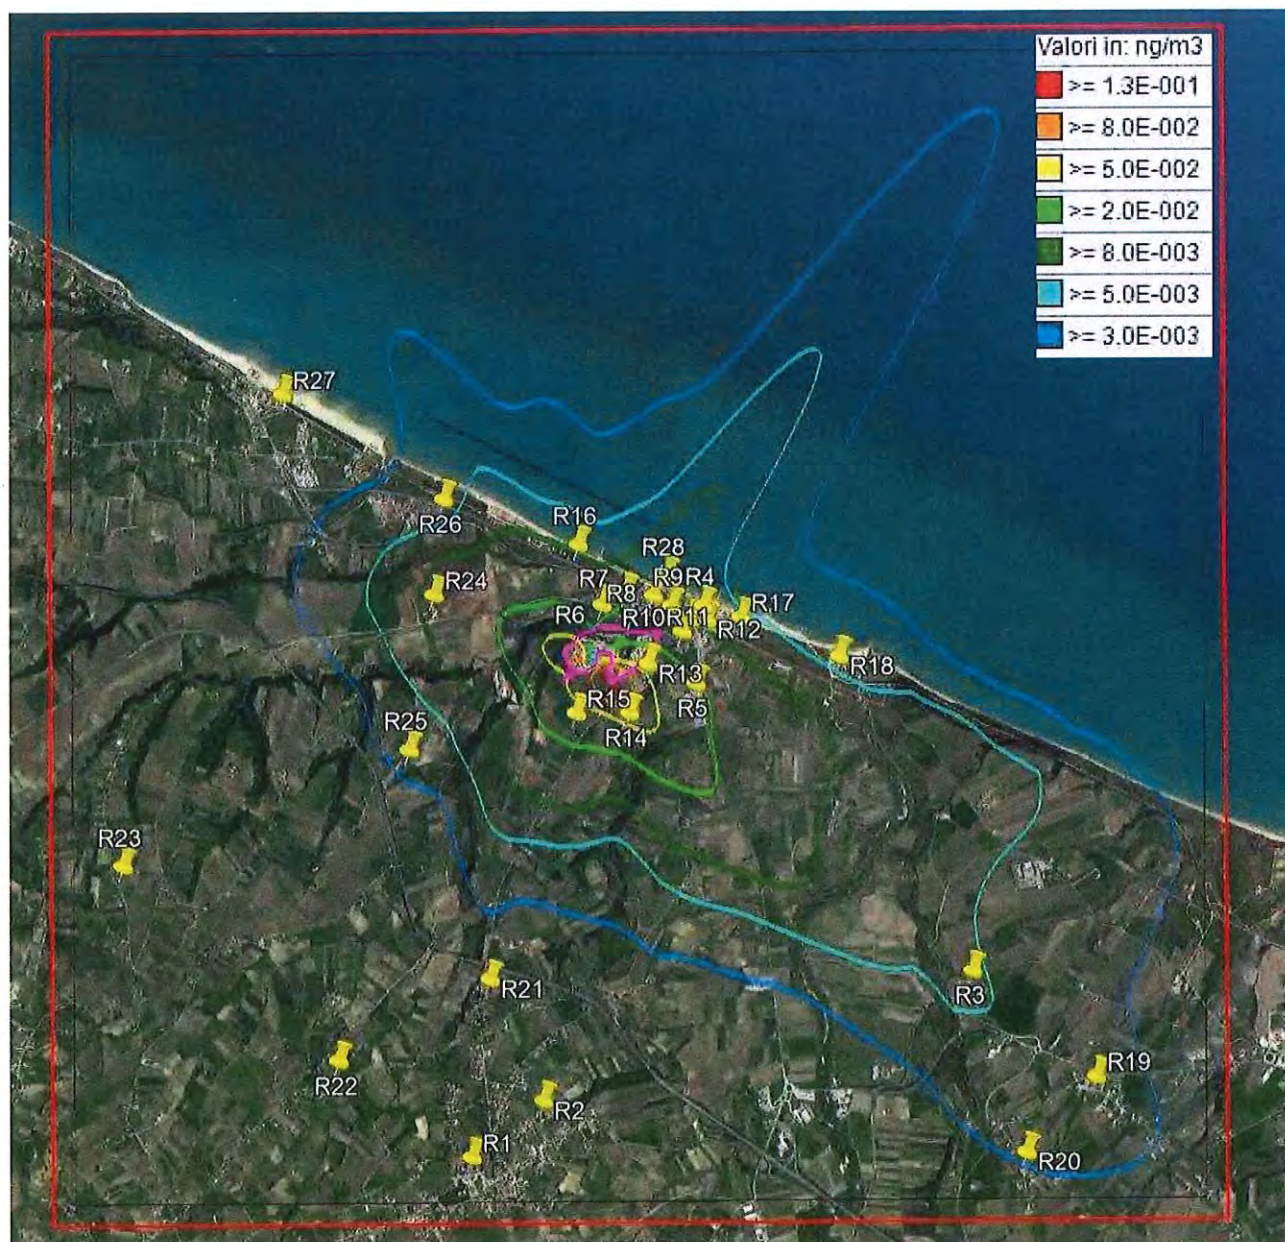 Valori in: ng/m3
>= 1.3E-001
>= 8.0E-002
>= 5.0E-002
>= 2.0E-002
>= 8.0E-003
>= 5.0E-003
>= 3.0E-003
R27
R26
R16
R28
R24
R7
R8
R9
R4
R17
R6
R10
R11
R12
R18
R13
R15
R5
R14
R25
R23
R21
R3
R22
R2
R19
R1
R20